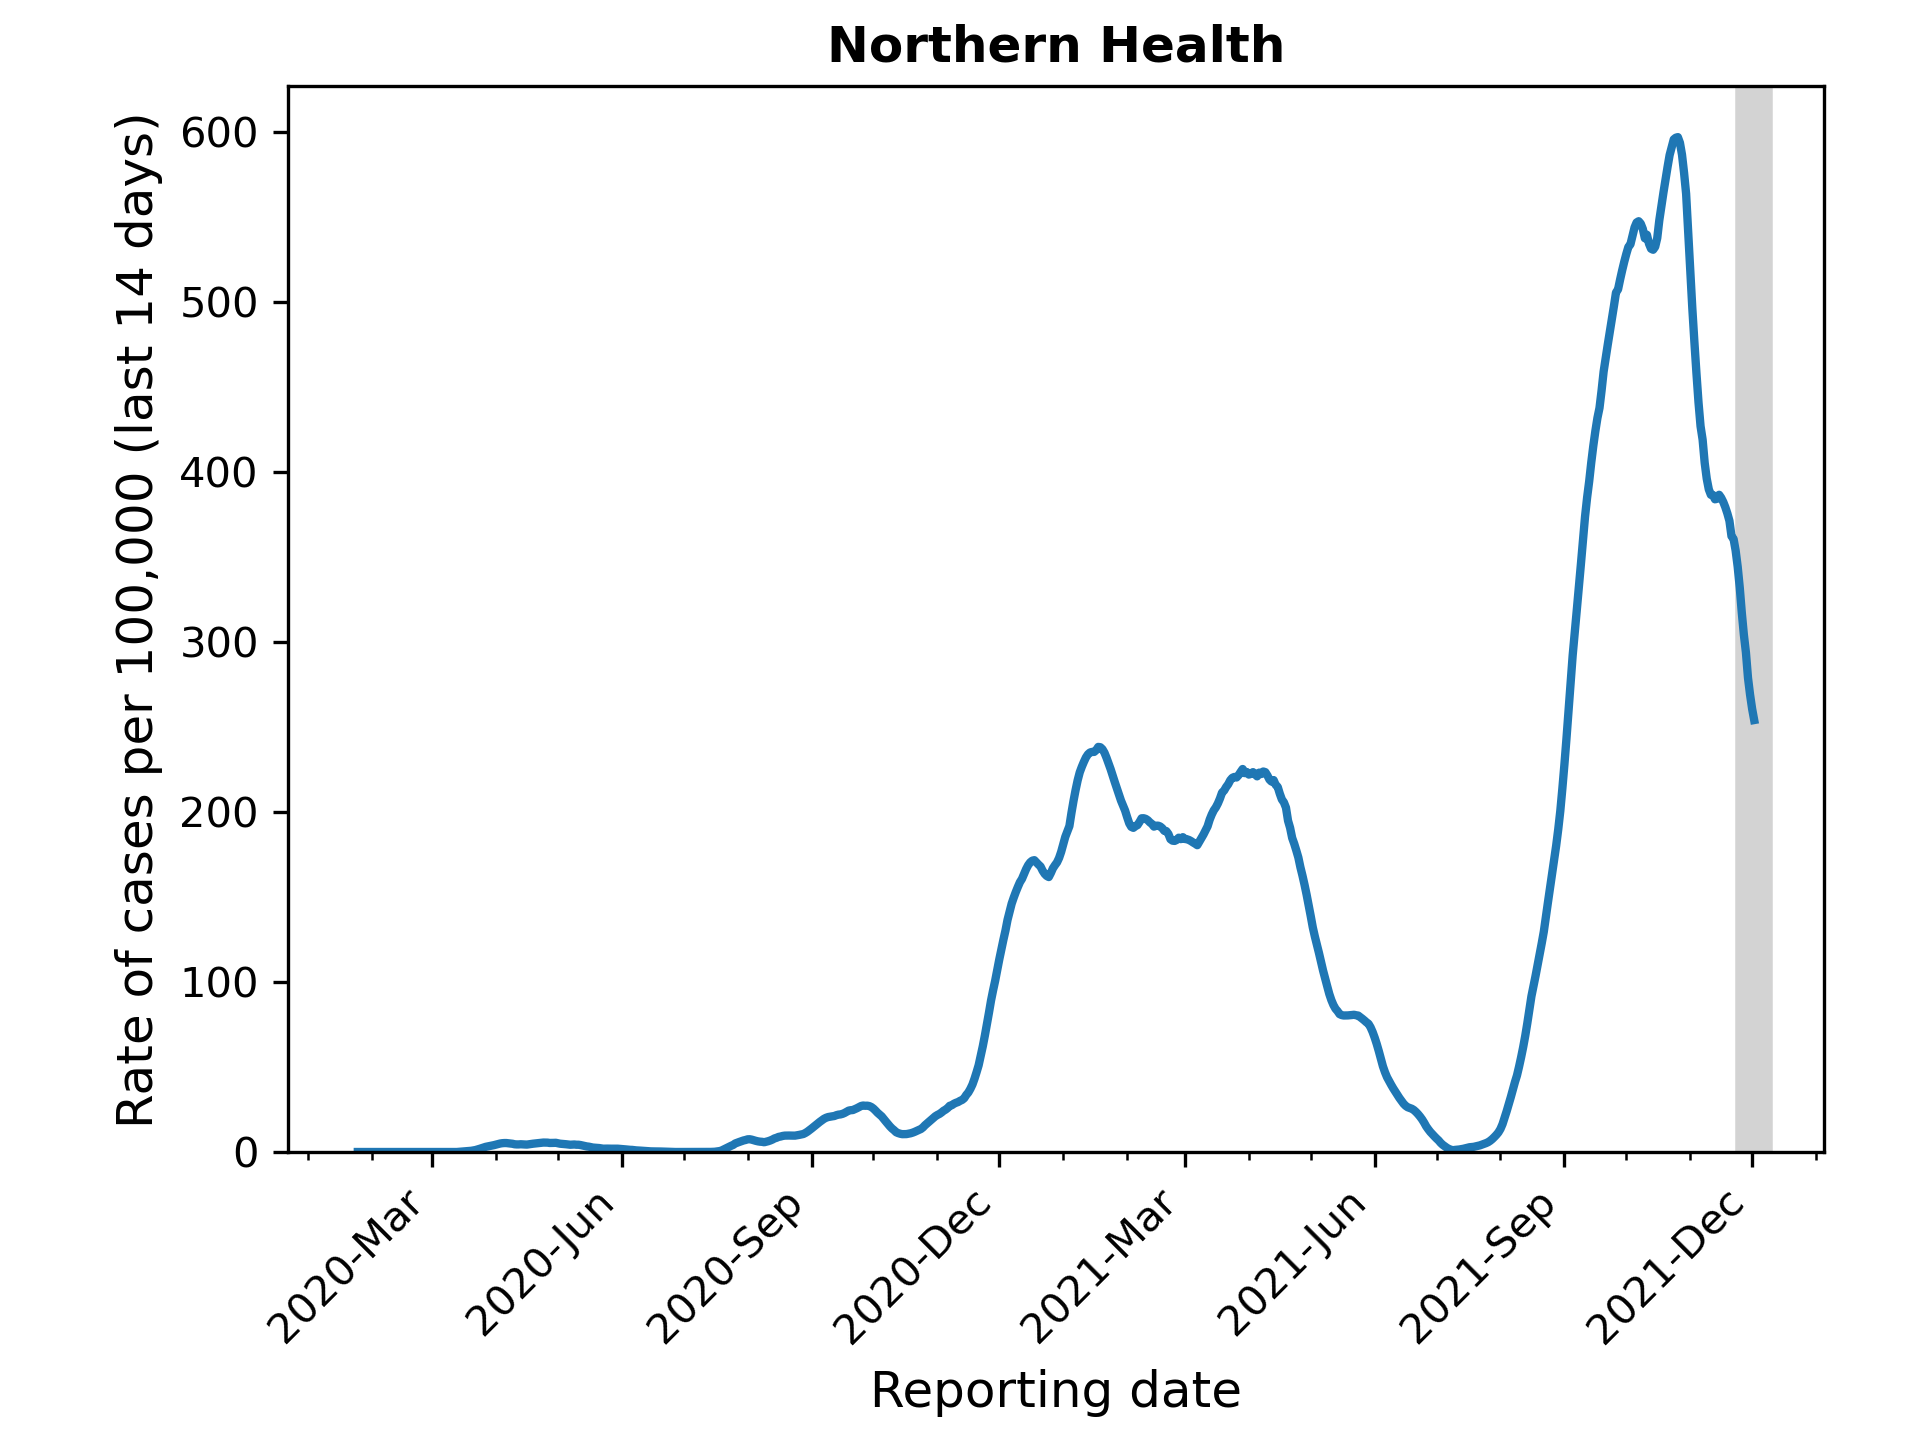 Northern Health
Rate of cases per 100,000 (last 14 days)
600
500
400
300
200
100
0
2020-Mar
2020-Jun
2020-Sep
2020-Dec
2021-Mar
2021-Jun
2021-Sep
2021-Dec
Reporting date